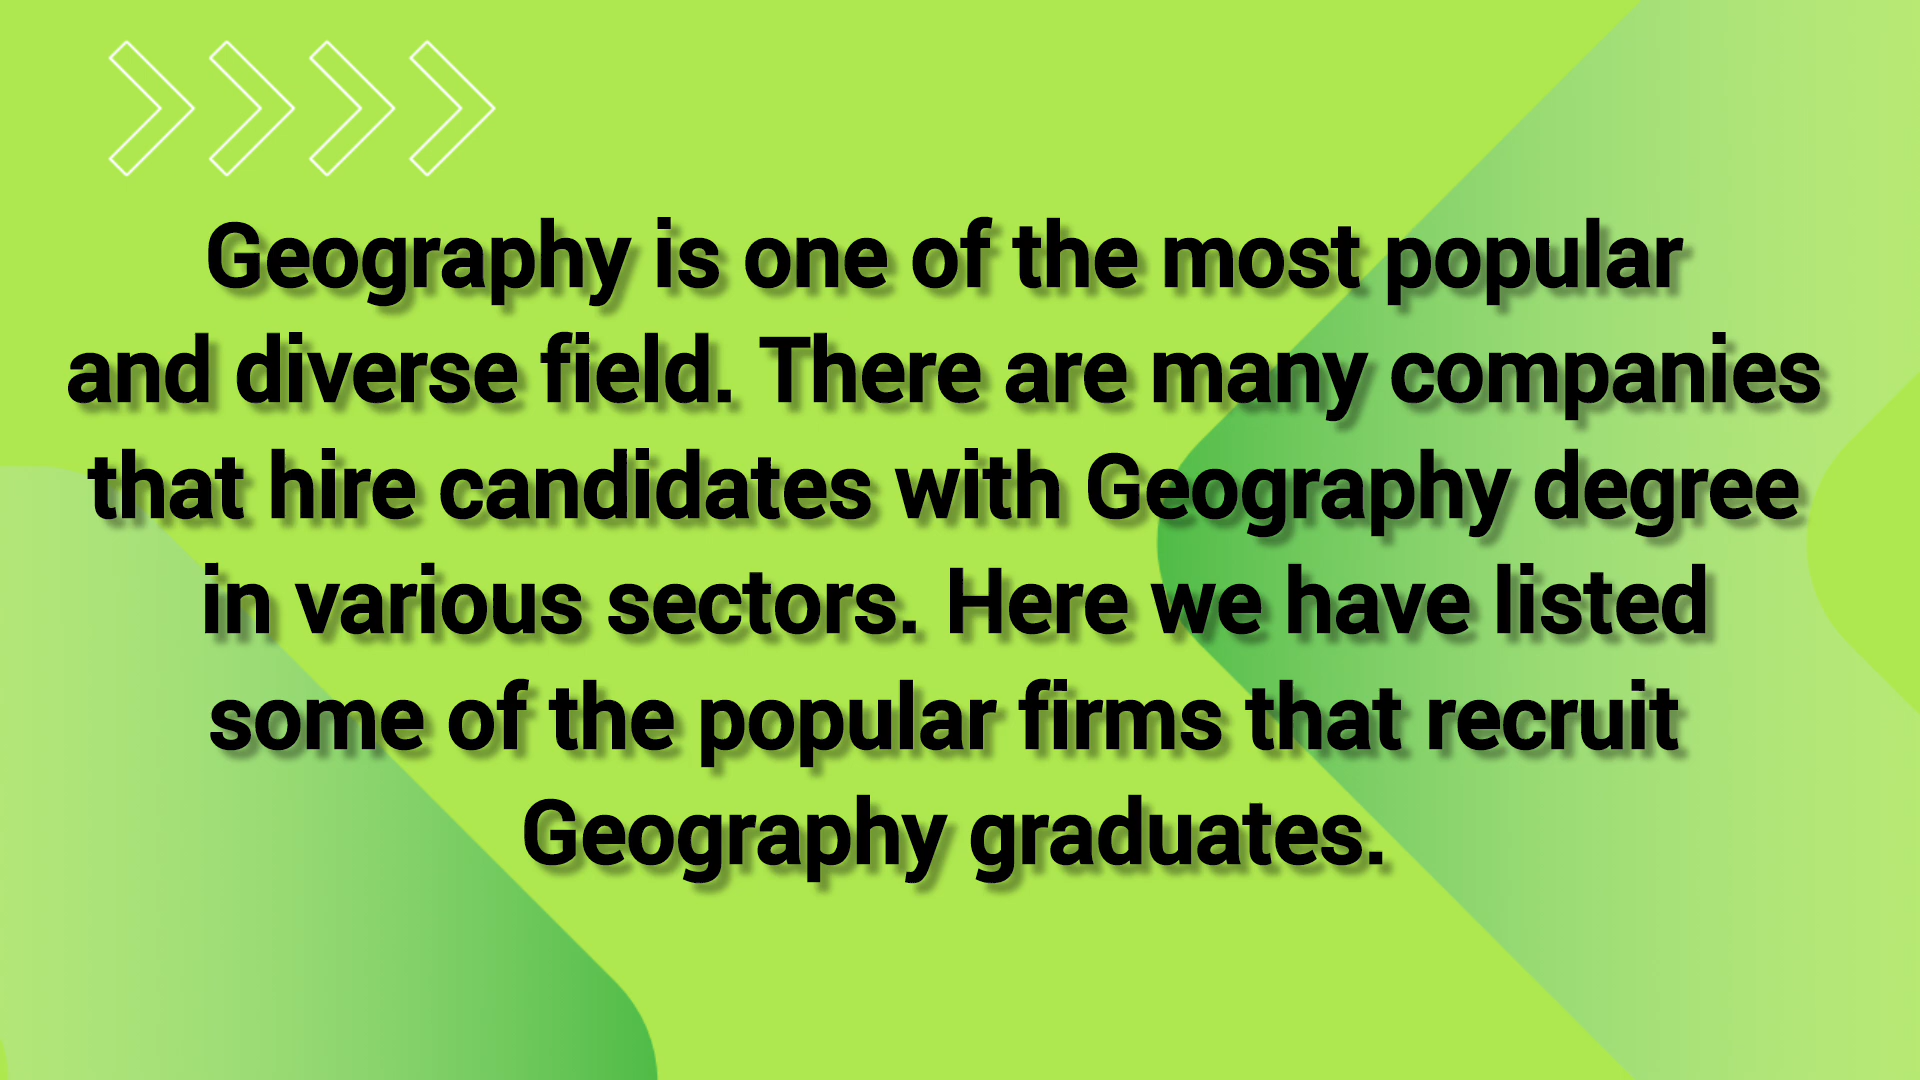 Geography is one of the most popular
and diverse field. There are many companies
that hire candidates with Geography degree
in various sectors. Here we have listed
some of the popular firms that recruit
Geography graduates.